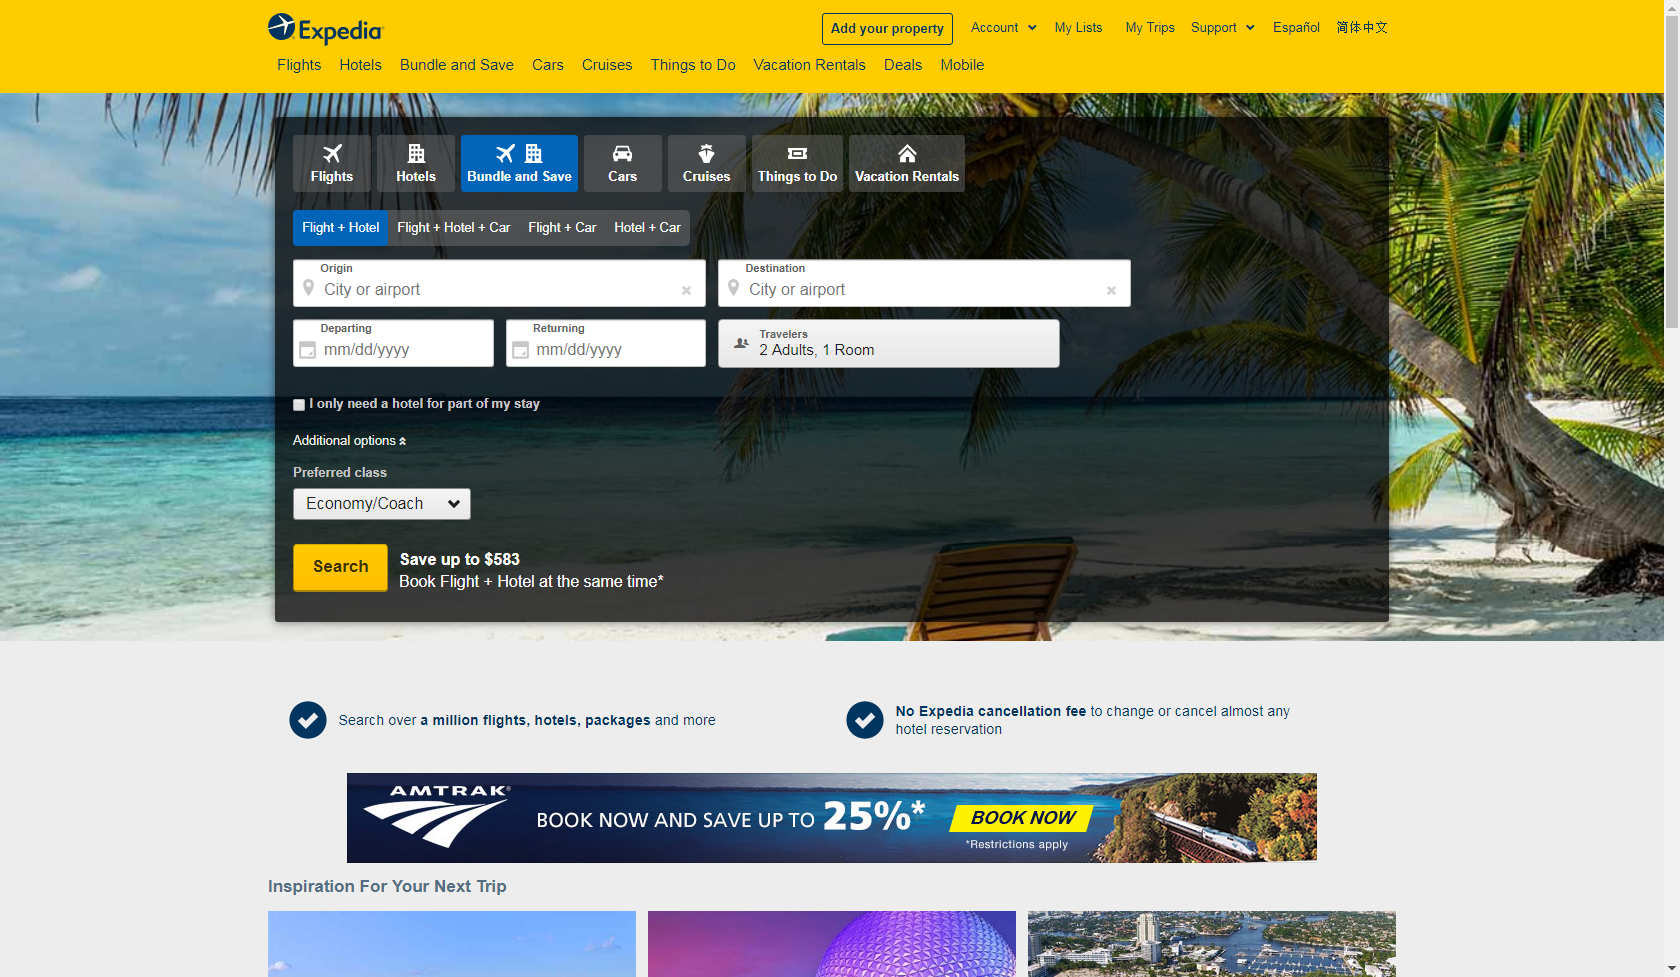 Expedia
Add your property
Account
My Lists
My Trips
Support
Español
简体中文
Flights
Hotels
Bundle and Save
Cars
Cruises
Things to Do
Vacation Rentals
Deals
Mobile
Flights
Hotels
Bundle and Save
Cars
Cruises
Things to Do
Vacation Rentals
Flight + Hotel
Flight + Hotel + Car
Flight + Car
Hotel + Car
Origin
City or airport
Destination
City or airport
Departing
mm/dd/yyyy
Returning
mm/dd/yyyy
Travelers
2 Adults, 1 Room
I only need a hotel for part of my stay
Additional options
Preferred class
Economy/Coach
Search
Save up to $583
Book Flight + Hotel at the same time*
Search over a million flights, hotels, packages and more
No Expedia cancellation fee to change or cancel almost any
hotel reservation
AMTRAK®
BOOK NOW AND SAVE UP TO 25%*
BOOK NOW
*Restrictions apply
Inspiration For Your Next Trip